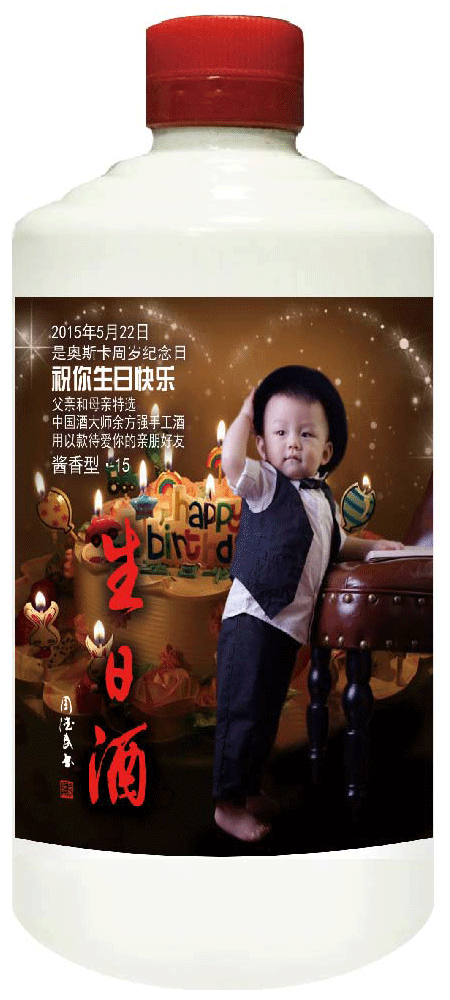 2015年5月22日
是奥斯卡周岁纪念日
祝你生日快乐
父亲和母亲特选
中国酒大师余方强手工酒
用以款待爱你的亲朋好友
酱香型 · 15
happy
birthd
生日酒